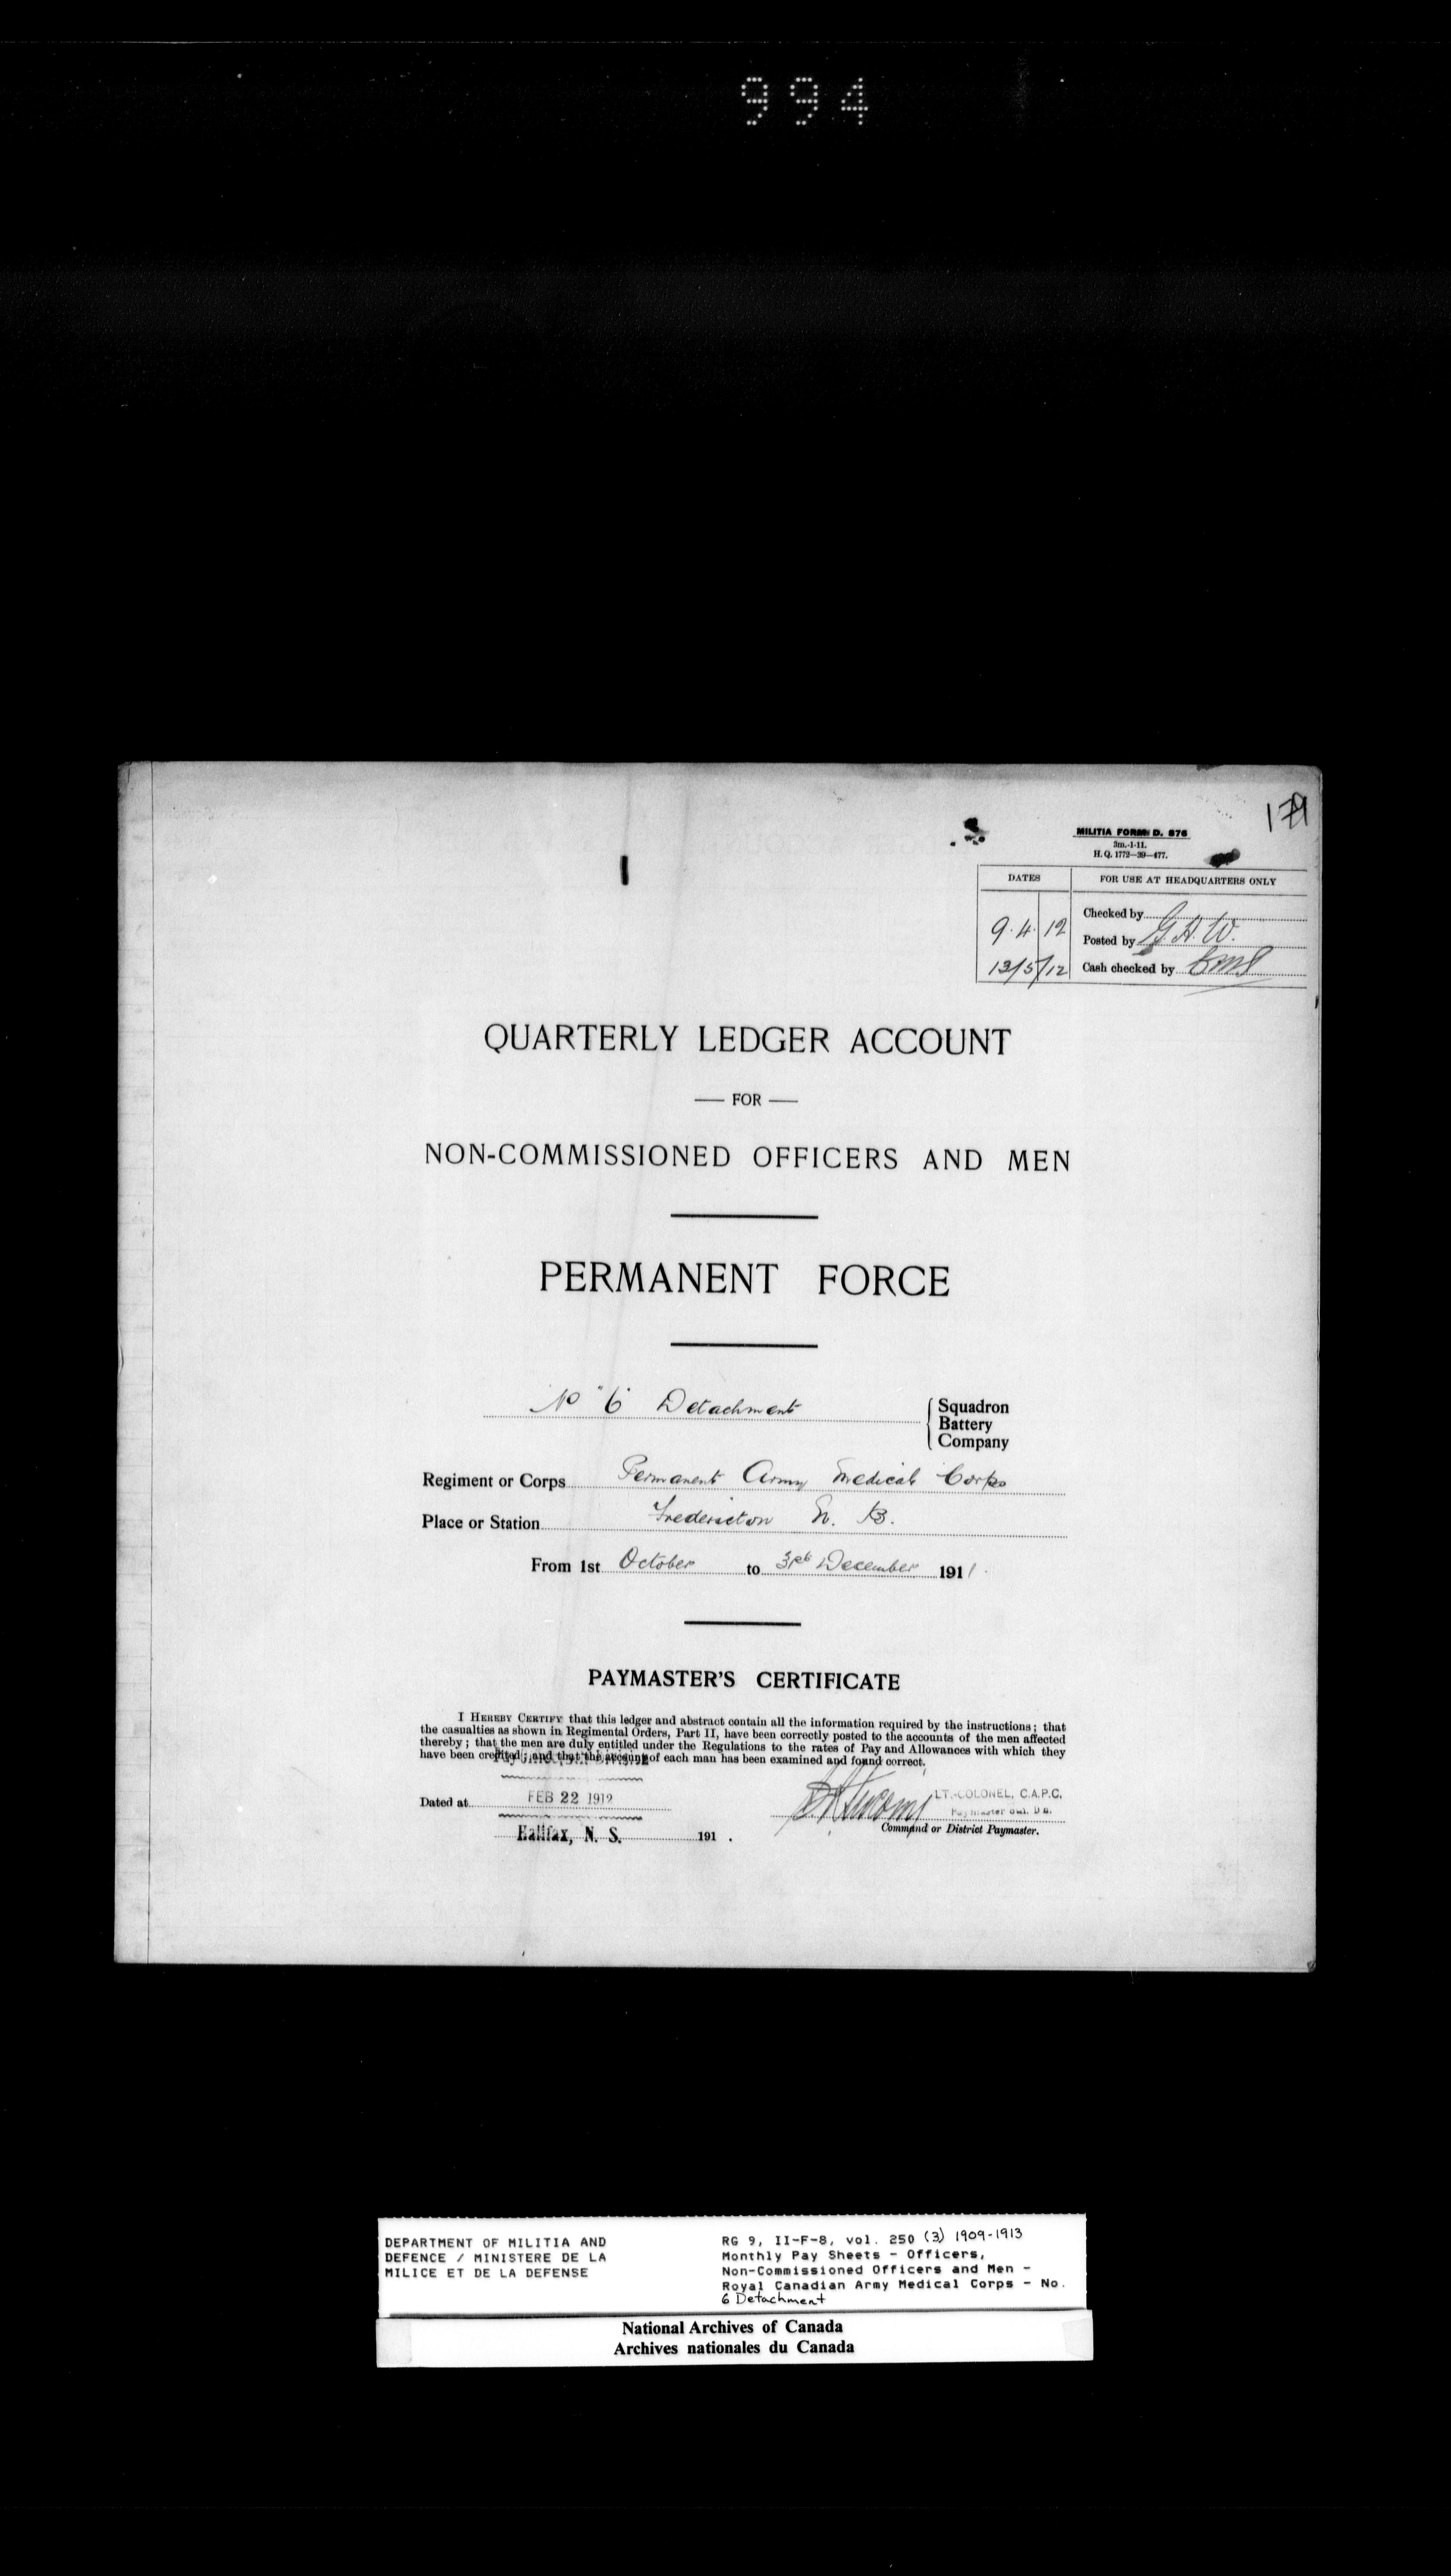 994
MILITIA FORM D. 876
3m.-1-11.
H. Q. 1772—39—477.
DATES
FOR USE AT HEADQUARTERS ONLY
Checked by
9.4.12
Posted by G.A.W.
13/5/12
Cash checked by
QUARTERLY LEDGER ACCOUNT
— FOR —
NON-COMMISSIONED OFFICERS AND MEN
PERMANENT FORCE
No 6 Detachment
Squadron
Battery
Company
Regiment or Corps Permanent Army Medical Corps
Place or Station Fredericton N. B.
From 1st October to 31st December 1911.
PAYMASTER'S CERTIFICATE
I HEREBY CERTIFY that this ledger and abstract contain all the information required by the instructions; that
the casualties as shown in Regimental Orders, Part II, have been correctly posted to the accounts of the men affected
thereby; that the men are duly entitled under the Regulations to the rates of Pay and Allowances with which they
have been credited; and that the account of each man has been examined and found correct.
Dated at FEB 22 1912
LT.-COLONEL, C.A.P.C.
Halifax, N. S. 191 .
Command or District Paymaster.
DEPARTMENT OF MILITIA AND
DEFENCE / MINISTERE DE LA
MILICE ET DE LA DEFENSE
RG 9, II-F-8, vol. 250 (3) 1909-1913
Monthly Pay Sheets - Officers,
Non-Commissioned Officers and Men -
Royal Canadian Army Medical Corps - No.
6 Detachment
National Archives of Canada
Archives nationales du Canada